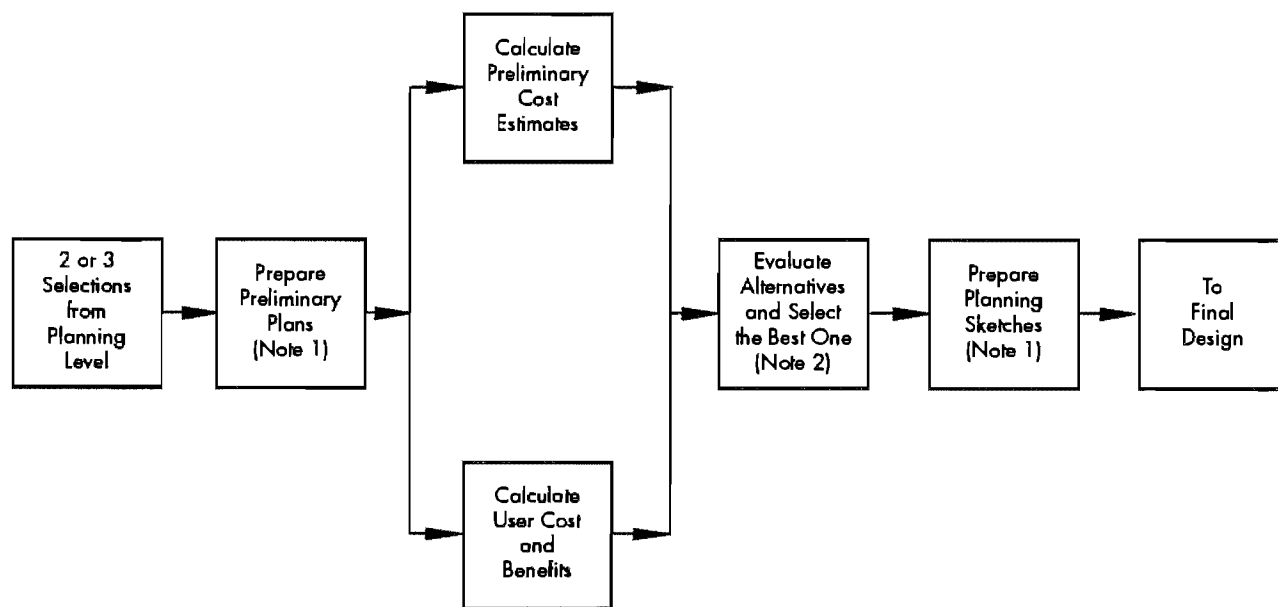 2 or 3
Selections
from
Planning
Level
Prepare
Preliminary
Plans
(Note 1)
Calculate
Preliminary
Cost
Estimates
Calculate
User Cost
and
Benefits
Evaluate
Alternatives
and Select
the Best One
(Note 2)
Prepare
Planning
Sketches
(Note 1)
To
Final
Design